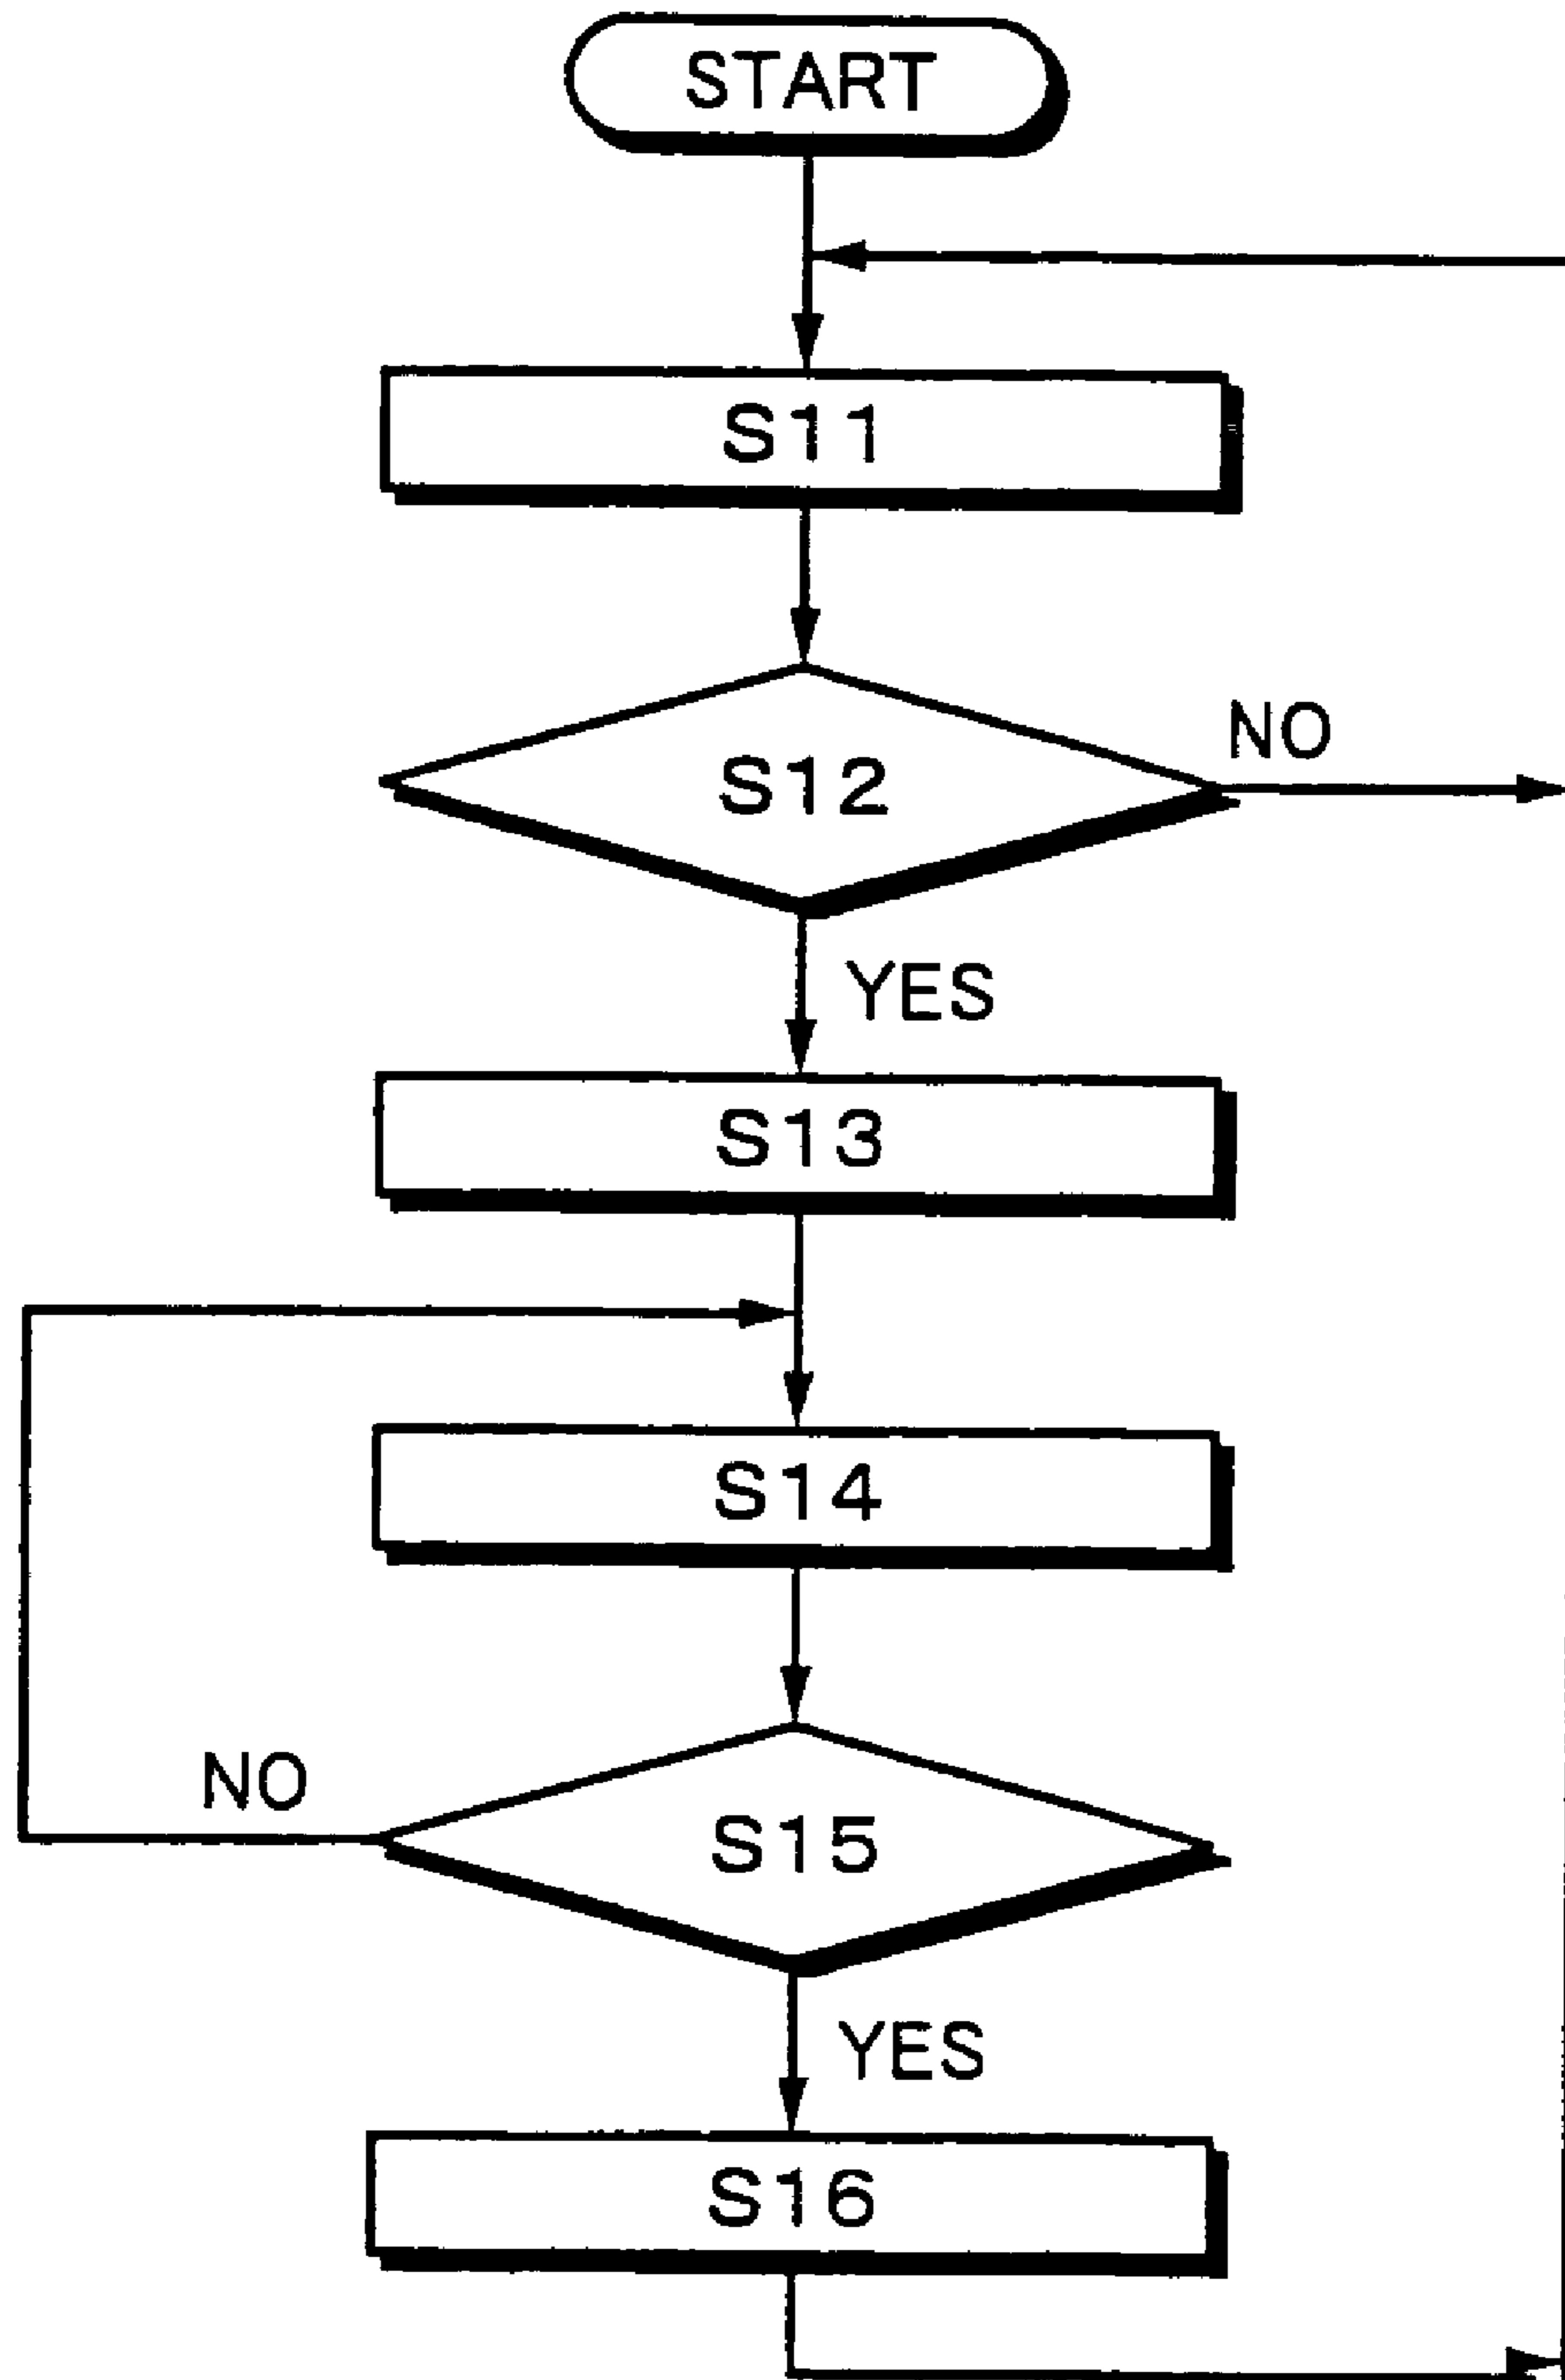 START
S11
S12
NO
YES
S13
S14
NO
S15
YES
S16